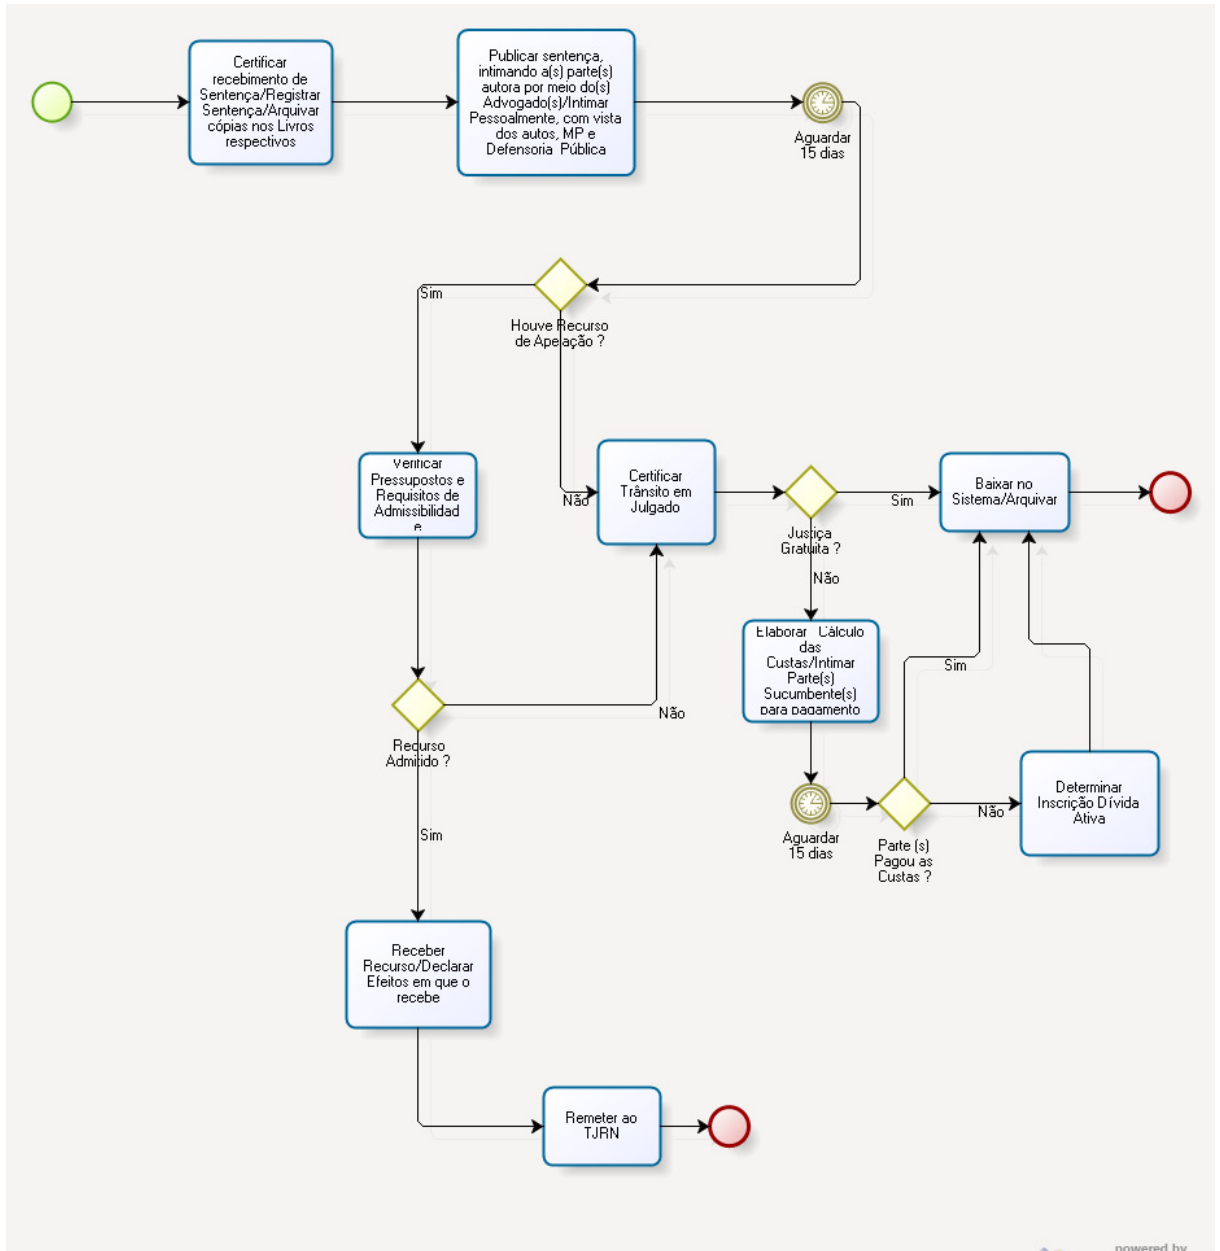 Certificar
recebimento de
Sentença/Registrar
Sentença/Arquivar
cópias nos Livros
respectivos
Publicar sentença,
intimando a(s) parte(s)
autora por meio do(s)
Advogado(s)/Intimar
Pessoalmente, com vista
dos autos, MP e
Defensoria Pública
Aguardar
15 dias
Sim
Houve Recurso
de Apelação ?
Verificar
Pressupostos e
Requisitos de
Admissibilidad
e
Não
Certificar
Trânsito em
Julgado
Justiça
Gratuita ?
Sim
Baixar no
Sistema/Arquivar
Não
Elaborar Cálculo
das
Custas/Intimar
Parte(s)
Sucumbente(s)
para pagamento
Sim
Não
Recurso
Admitido ?
Aguardar
15 dias
Parte (s)
Pagou as
Custas ?
Não
Determinar
Inscrição Dívida
Ativa
Sim
Receber
Recurso/Declarar
Efeitos em que o
recebe
Remeter ao
TJRN
powered by